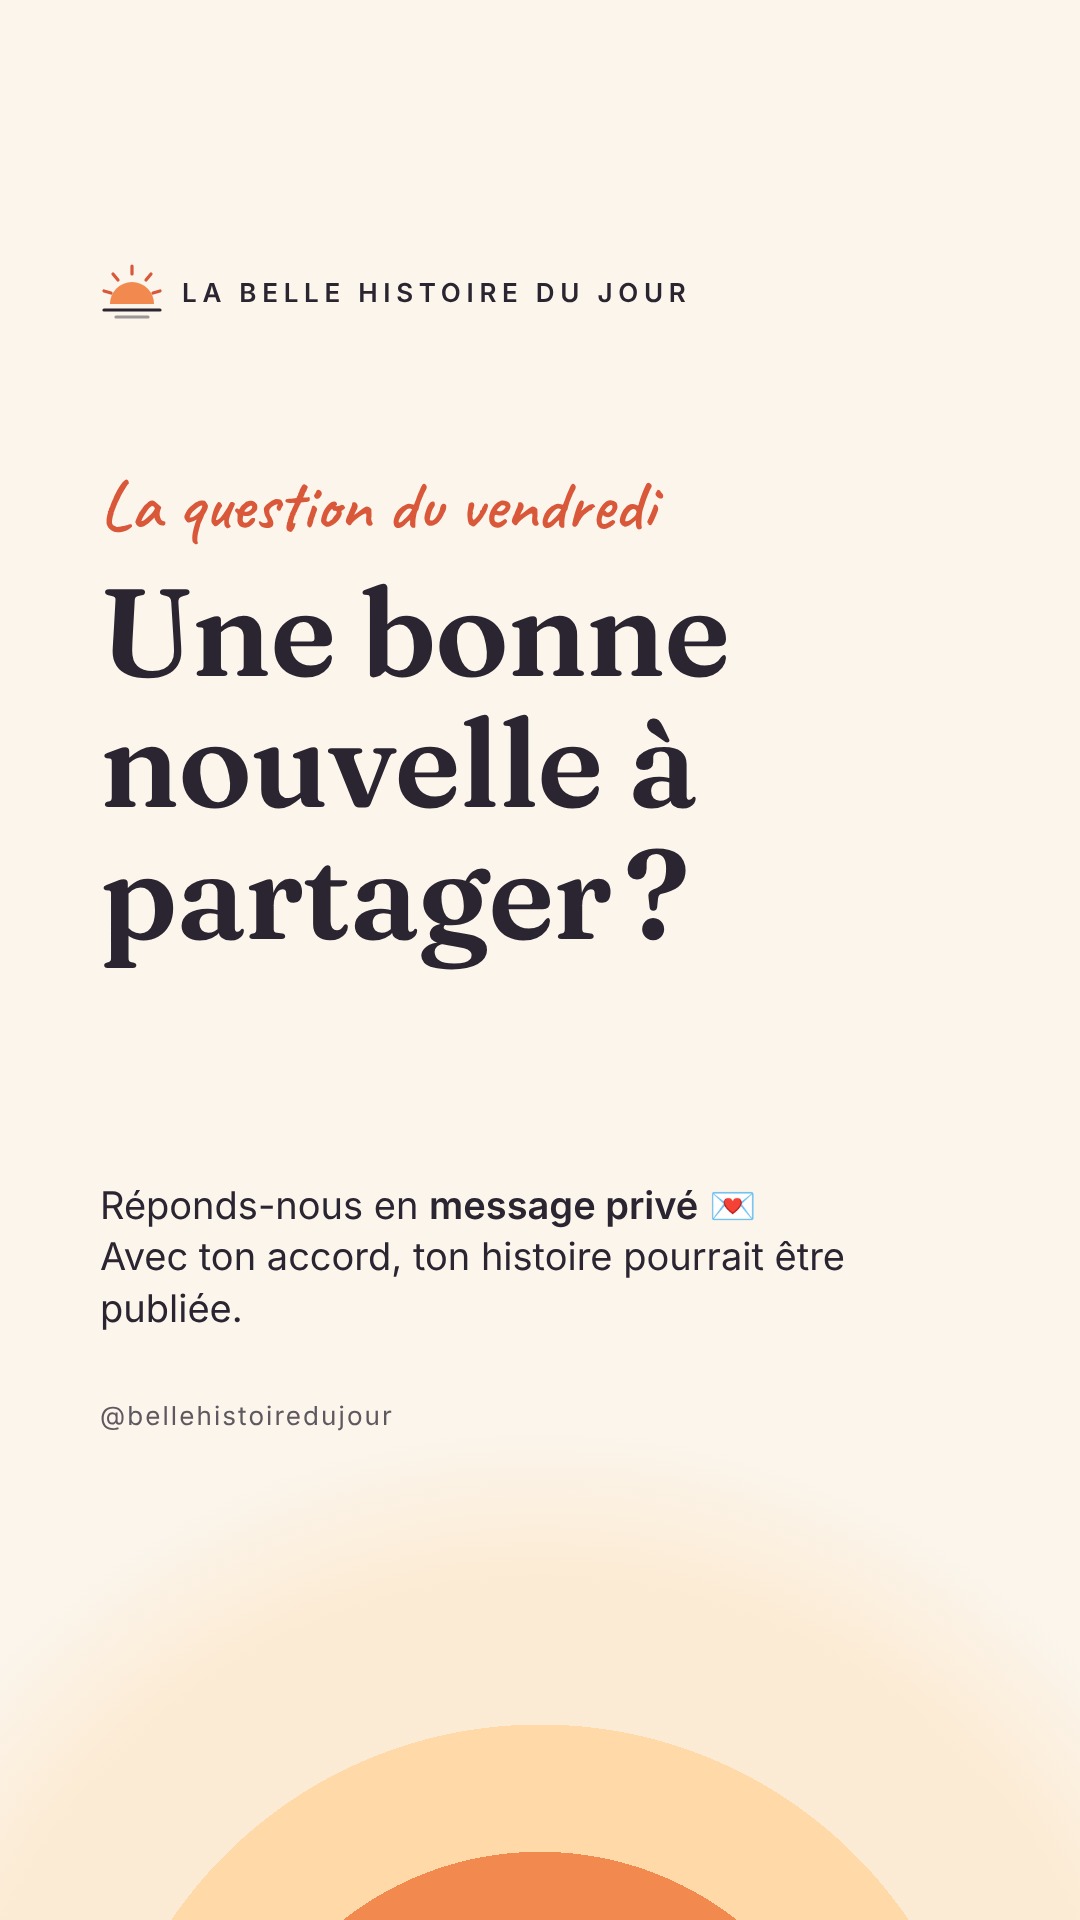 LA BELLE HISTOIRE DU JOUR
La question du vendredi
Une bonne
nouvelle à
partager ?
Réponds-nous en message privé 💌
Avec ton accord, ton histoire pourrait être
publiée.
@bellehistoiredujour